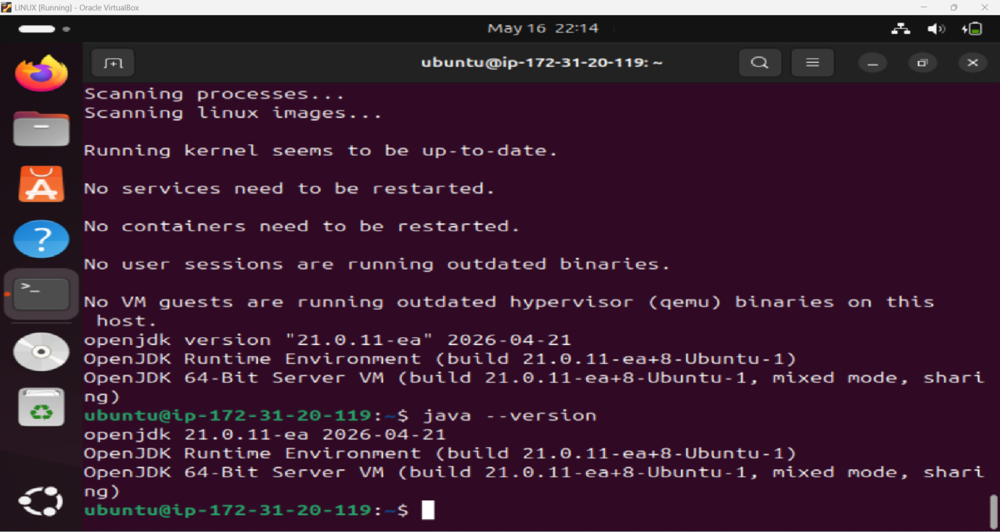 LINUX [Running] - Oracle VirtualBox
May 16 22:14
ubuntu@ip-172-31-20-119: ~
Scanning processes...
Scanning linux images...
Running kernel seems to be up-to-date.
No services need to be restarted.
No containers need to be restarted.
No user sessions are running outdated binaries.
No VM guests are running outdated hypervisor (qemu) binaries on this
host.
openjdk version "21.0.11-ea" 2026-04-21
OpenJDK Runtime Environment (build 21.0.11-ea+8-Ubuntu-1)
OpenJDK 64-Bit Server VM (build 21.0.11-ea+8-Ubuntu-1, mixed mode, shari
ng)
ubuntu@ip-172-31-20-119:~$ java --version
openjdk 21.0.11-ea 2026-04-21
OpenJDK Runtime Environment (build 21.0.11-ea+8-Ubuntu-1)
OpenJDK 64-Bit Server VM (build 21.0.11-ea+8-Ubuntu-1, mixed mode, shari
ng)
ubuntu@ip-172-31-20-119:~$